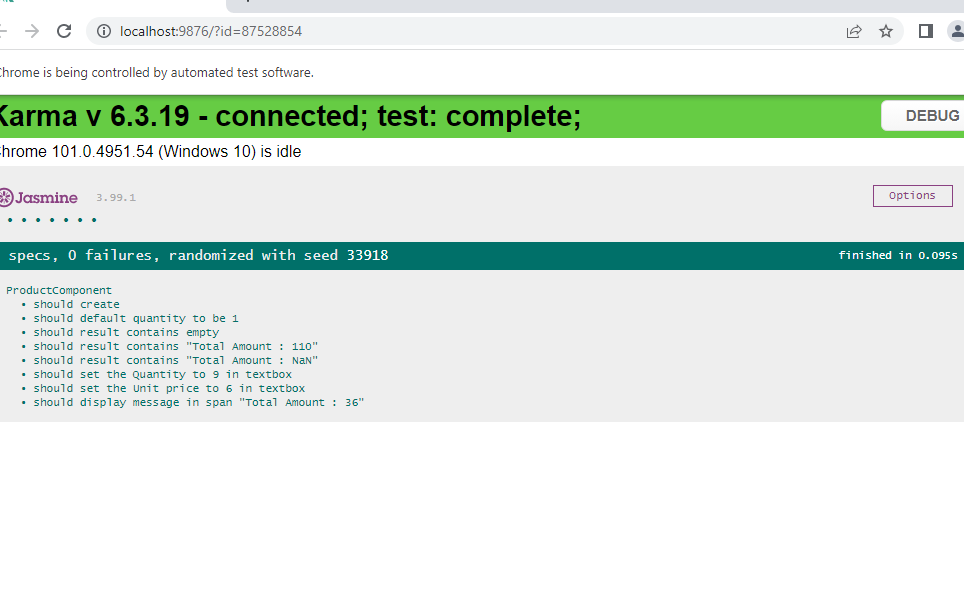 localhost:9876/?id=87528854
Chrome is being controlled by automated test software.
Karma v 6.3.19 - connected; test: complete;
DEBUG
Chrome 101.0.4951.54 (Windows 10) is idle
Jasmine 3.99.1
Options
• • • • • • •
specs, 0 failures, randomized with seed 33918
finished in 0.095s
ProductComponent
• should create
• should default quantity to be 1
• should result contains empty
• should result contains "Total Amount : 110"
• should result contains "Total Amount : NaN"
• should set the Quantity to 9 in textbox
• should set the Unit price to 6 in textbox
• should display message in span "Total Amount : 36"